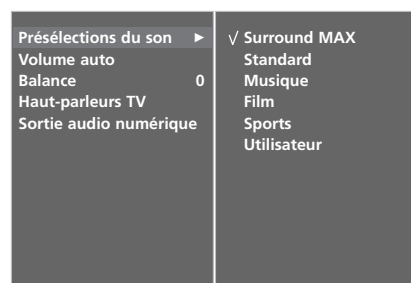 Présélections du son ►
Volume auto
Balance 0
Haut-parleurs TV
Sortie audio numérique
√ Surround MAX
Standard
Musique
Film
Sports
Utilisateur